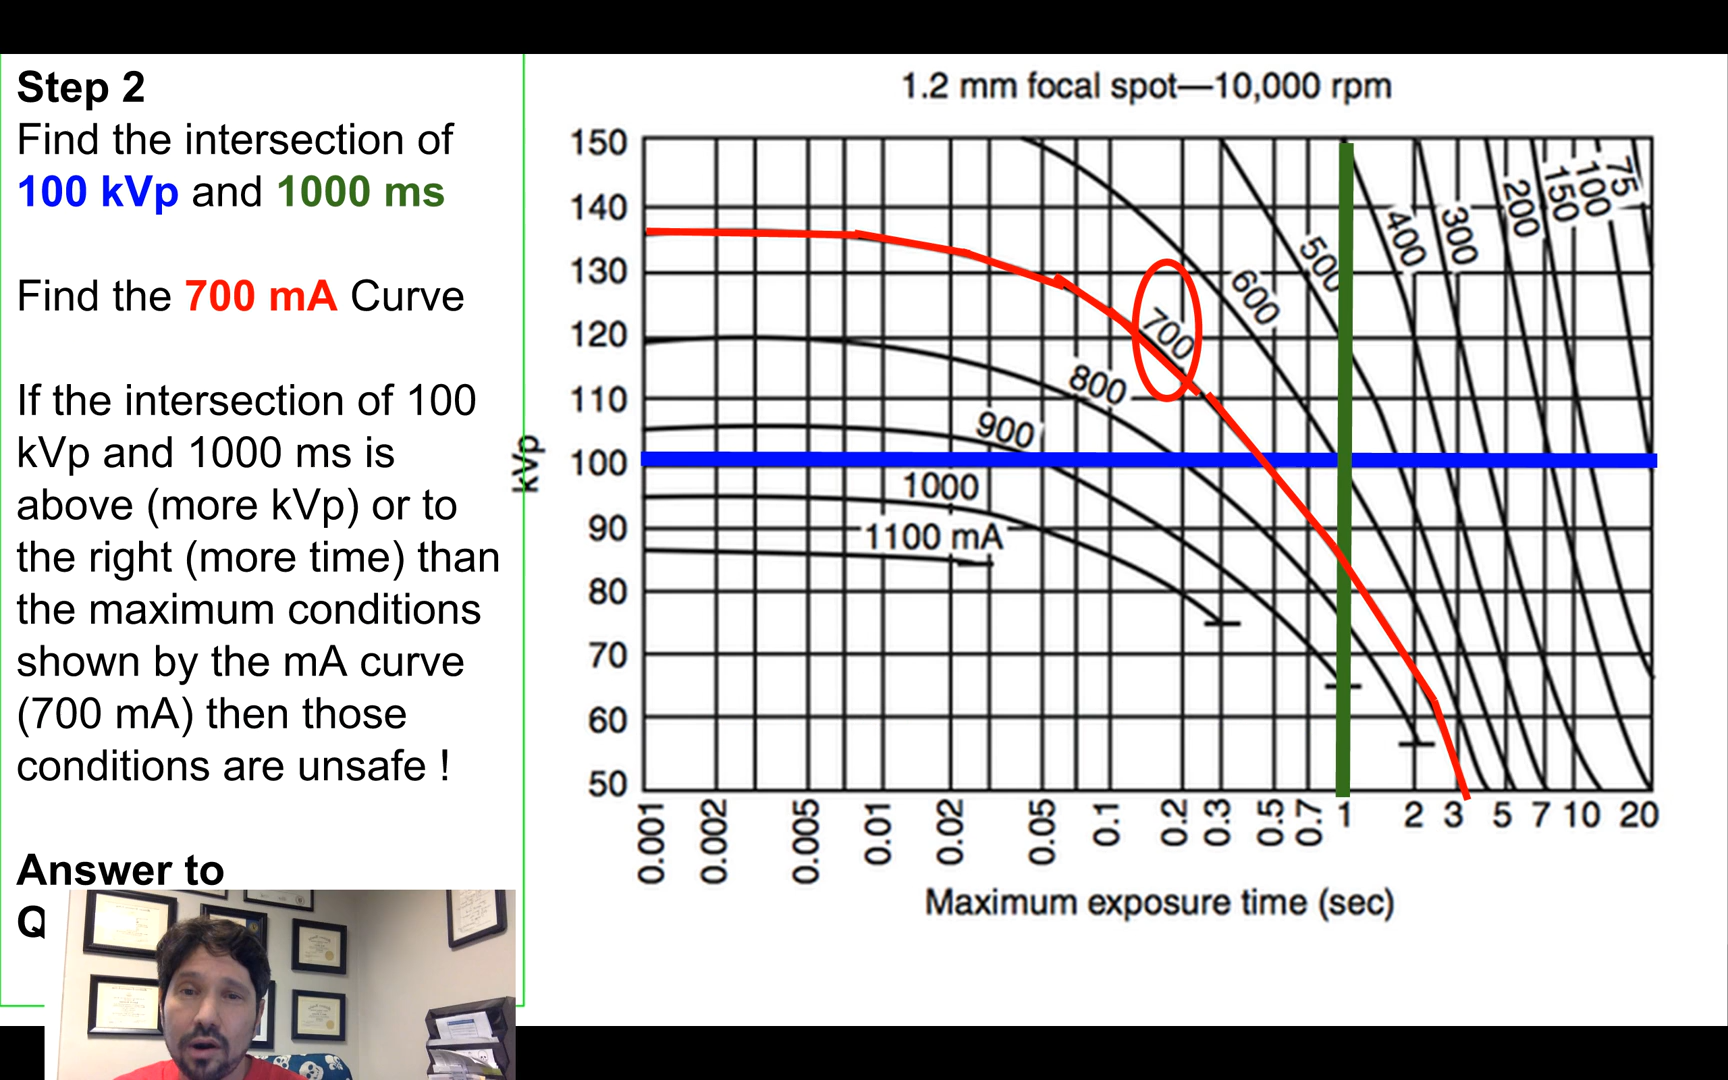 Step 2
Find the intersection of
100 kVp and 1000 ms
Find the 700 mA Curve
If the intersection of 100
kVp and 1000 ms is
above (more kVp) or to
the right (more time) than
the maximum conditions
shown by the mA curve
(700 mA) then those
conditions are unsafe !
Answer to
Q
1.2 mm focal spot—10,000 rpm
kVp
150
140
130
120
110
100
90
80
70
60
50
75
100
150
200
300
400
500
600
700
800
900
1000
1100 mA
0.001
0.002
0.005
0.01
0.02
0.05
0.1
0.2
0.3
0.5
0.7
1
2
3
5
7
10
20
Maximum exposure time (sec)